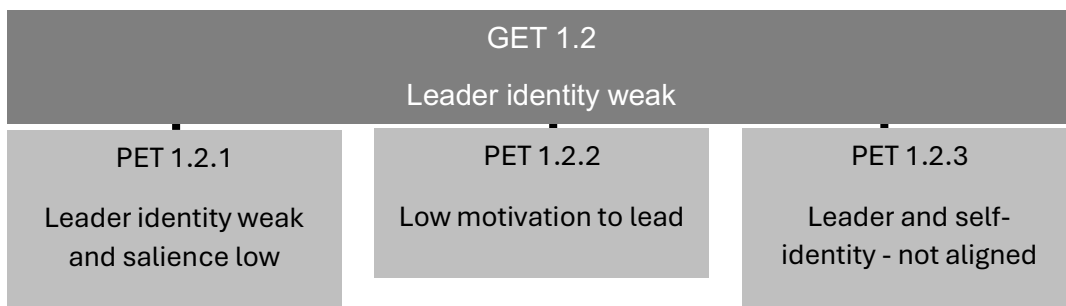 GET 1.2
Leader identity weak
PET 1.2.1
Leader identity weak
and salience low
PET 1.2.2
Low motivation to lead
PET 1.2.3
Leader and self-
identity - not aligned